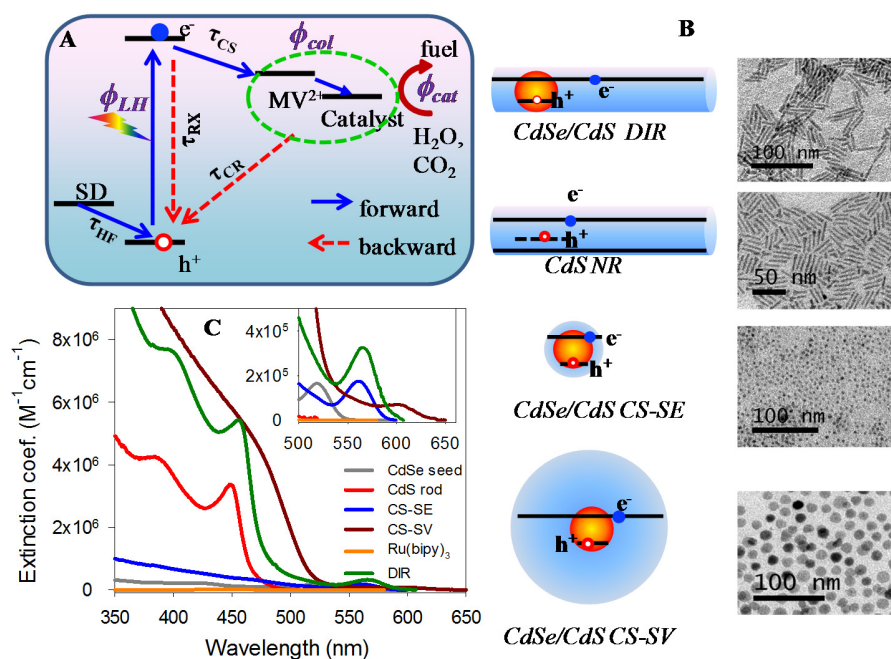 A
e⁻
τCS
ϕcol
fuel
ϕLH
τRX
MV²⁺
Catalyst
ϕcat
H₂O,
CO₂
SD
τCR
τHF
h⁺
forward
backward
B
h⁺
e⁻
CdSe/CdS DIR
100 nm
e⁻
h⁺
CdS NR
50 nm
e⁻
h⁺
CdSe/CdS CS-SE
100 nm
e⁻
h⁺
CdSe/CdS CS-SV
100 nm
C
Extinction coef. (M⁻¹cm⁻¹)
8x10⁶
6x10⁶
4x10⁶
2x10⁶
0
350 400 450 500 550 600 650
Wavelength (nm)
4x10⁵
2x10⁵
0
500 550 600 650
CdSe seed
CdS rod
CS-SE
CS-SV
Ru(bipy)₃
DIR